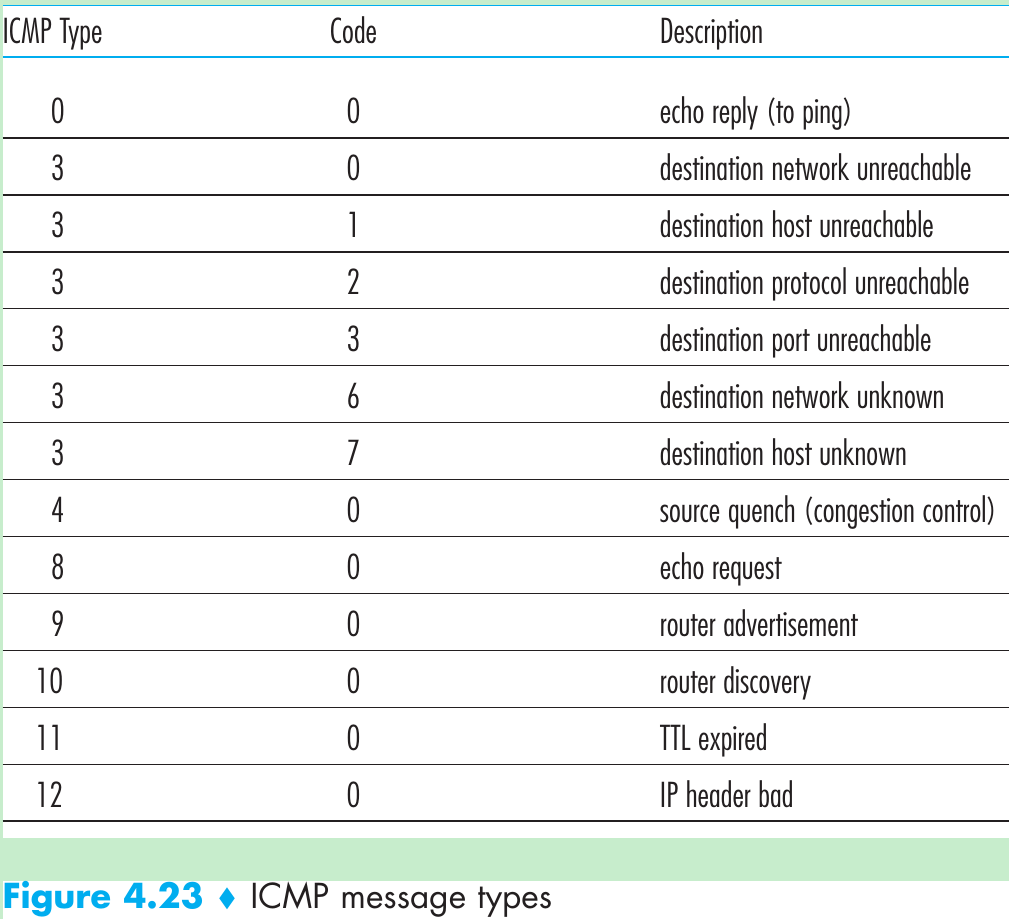 ICMP Type Code Description
0 0 echo reply (to ping)
3 0 destination network unreachable
3 1 destination host unreachable
3 2 destination protocol unreachable
3 3 destination port unreachable
3 6 destination network unknown
3 7 destination host unknown
4 0 source quench (congestion control)
8 0 echo request
9 0 router advertisement
10 0 router discovery
11 0 TTL expired
12 0 IP header bad
Figure 4.23 ♦ ICMP message types